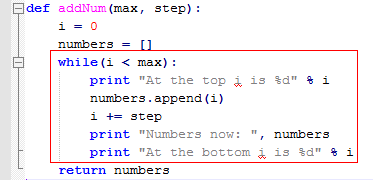 def addNum(max, step):
    i = 0
    numbers = []
    while(i < max):
        print "At the top i is %d" % i
        numbers.append(i)
        i += step
        print "Numbers now: ", numbers
        print "At the bottom i is %d" % i
    return numbers